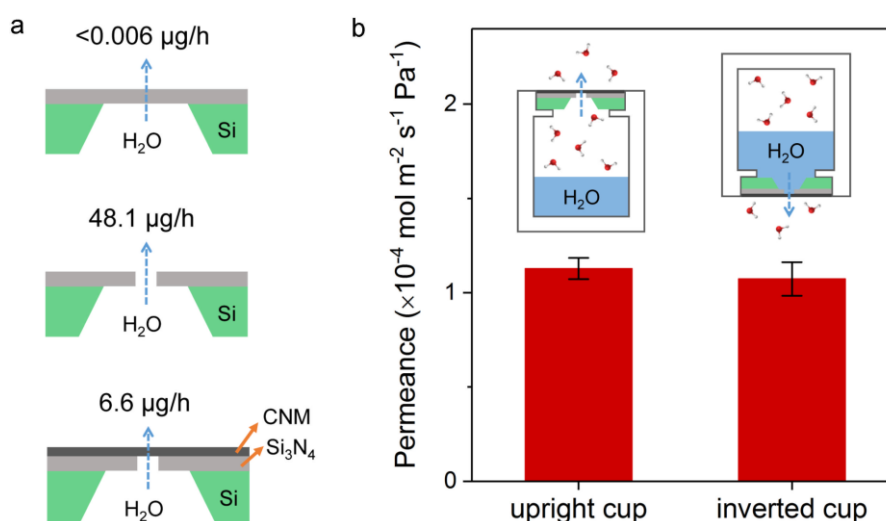 a
<0.006 µg/h
H₂O
Si
48.1 µg/h
H₂O
Si
6.6 µg/h
CNM
Si₃N₄
H₂O
Si
b
Permeance (×10⁻⁴ mol m⁻² s⁻¹ Pa⁻¹)
2
1
0
H₂O
H₂O
upright cup
inverted cup